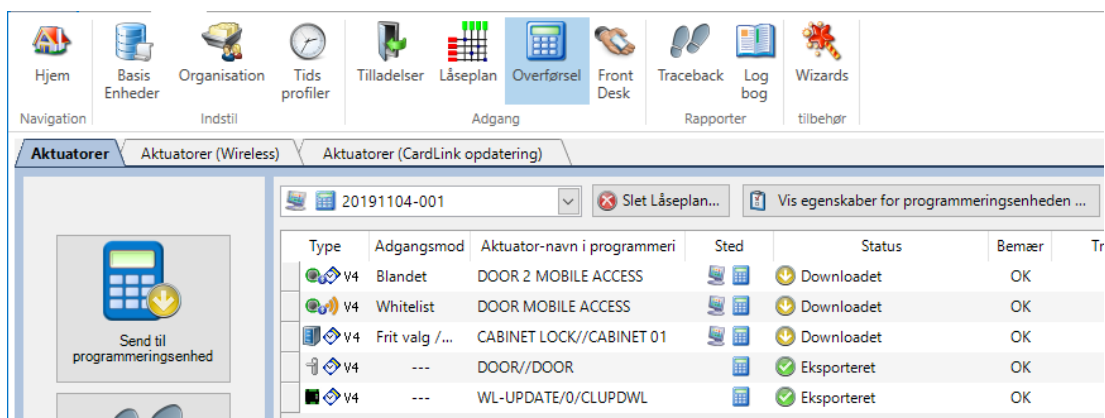 Hjem
Basis
Enheder
Organisation
Tids
profiler
Tilladelser
Låseplan
Overførsel
Front
Desk
Traceback
Log
bog
Wizards
Navigation
Indstil
Adgang
Rapporter
tilbehør
Aktuatorer
Aktuatorer (Wireless)
Aktuatorer (CardLink opdatering)
20191104-001
Slet Låseplan...
Vis egenskaber for programmeringsenheden ...
Send til
programmeringsenhed
Type Adgangsmod Aktuator-navn i programmeri Sted Status Bemær Tr
V4 Blandet DOOR 2 MOBILE ACCESS Downloadet OK
V4 Whitelist DOOR MOBILE ACCESS Downloadet OK
V4 Frit valg /... CABINET LOCK//CABINET 01 Downloadet OK
V4 --- DOOR//DOOR Eksporteret OK
V4 --- WL-UPDATE/0/CLUPDWL Eksporteret OK